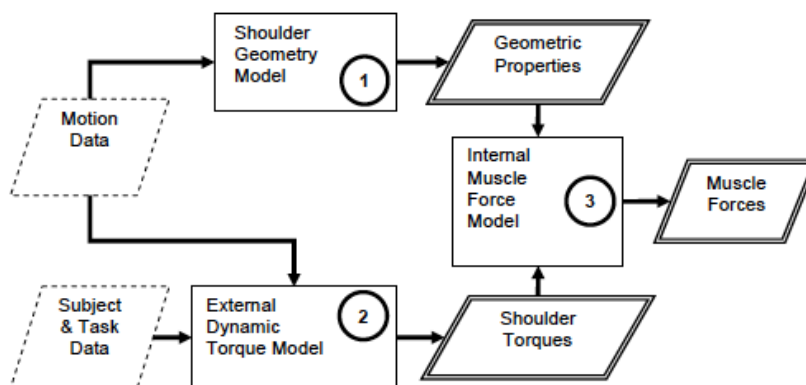 Shoulder
Geometry
Model
1
Geometric
Properties
Motion
Data
Internal
Muscle
Force
Model
3
Muscle
Forces
Subject
& Task
Data
External
Dynamic
Torque Model
2
Shoulder
Torques